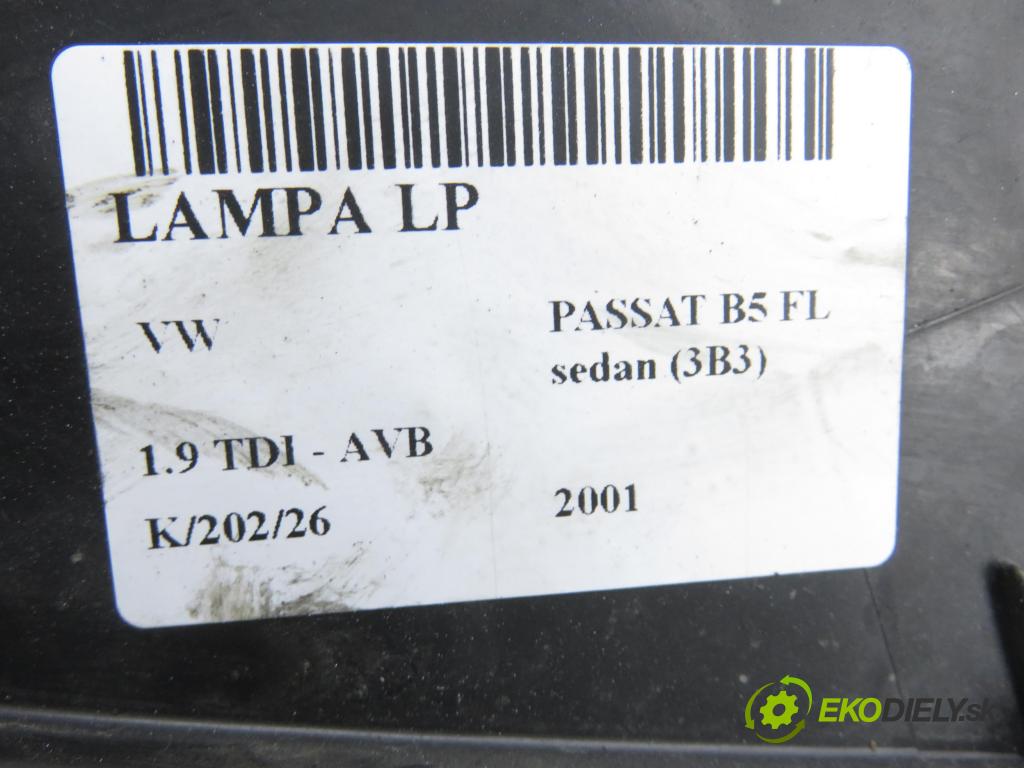 LAMPA LP
VW
PASSAT B5 FL
sedan (3B3)
1.9 TDI - AVB
K/202/26
2001
EKODIELY.sk